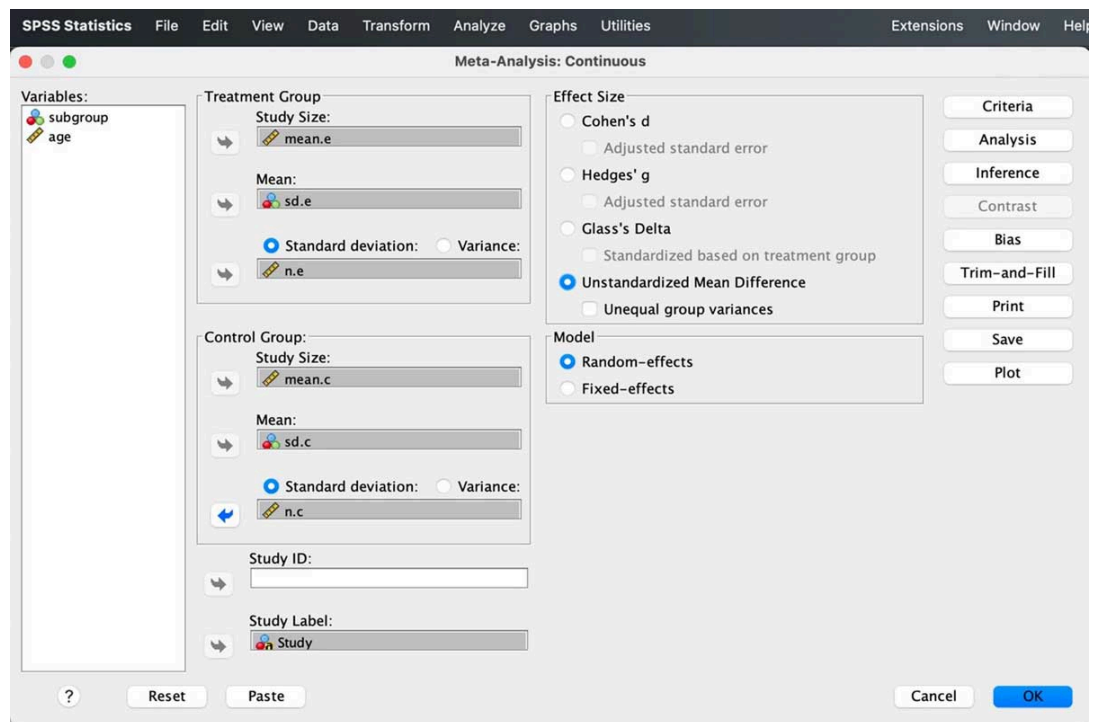 SPSS Statistics File Edit View Data Transform Analyze Graphs Utilities Extensions Window Help
Meta-Analysis: Continuous
Variables:
subgroup
age
Treatment Group
Study Size:
mean.e
Mean:
sd.e
Standard deviation: Variance:
n.e
Control Group:
Study Size:
mean.c
Mean:
sd.c
Standard deviation: Variance:
n.c
Study ID:
Study Label:
Study
Effect Size
Cohen's d
Adjusted standard error
Hedges' g
Adjusted standard error
Glass's Delta
Standardized based on treatment group
Unstandardized Mean Difference
Unequal group variances
Model
Random-effects
Fixed-effects
Criteria
Analysis
Inference
Contrast
Bias
Trim-and-Fill
Print
Save
Plot
? Reset Paste Cancel OK